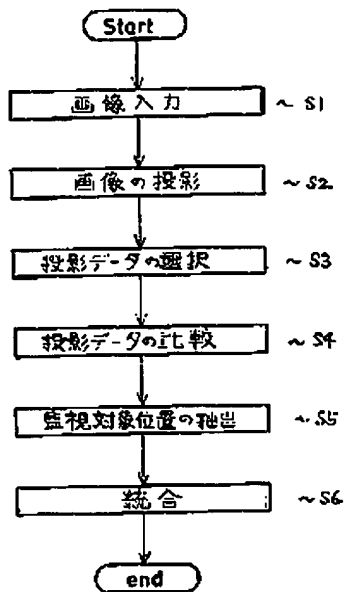 Start
画像入力 ~S1
画像の投影 ~S2
投影データの選択 ~S3
投影データの比較 ~S4
監視対象位置の抽出 ~S5
統合 ~S6
end